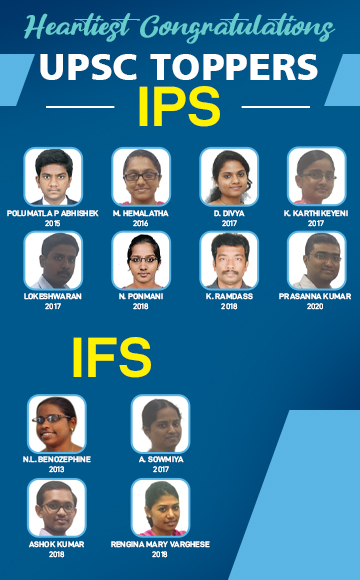 Heartiest Congratulations
UPSC TOPPERS
IPS
POLUMATLA P ABHISHEK
2015
M. HEMALATHA
2016
D. DIVYA
2017
K. KARTHIKEYENI
2017
LOKESHWARAN
2017
N. PONMANI
2018
K. RAMDASS
2018
PRASANNA KUMAR
2020
IFS
N.L. BENOZEPHINE
2013
A. SOWMIYA
2017
ASHOK KUMAR
2018
RENGINA MARY VARGHESE
2018